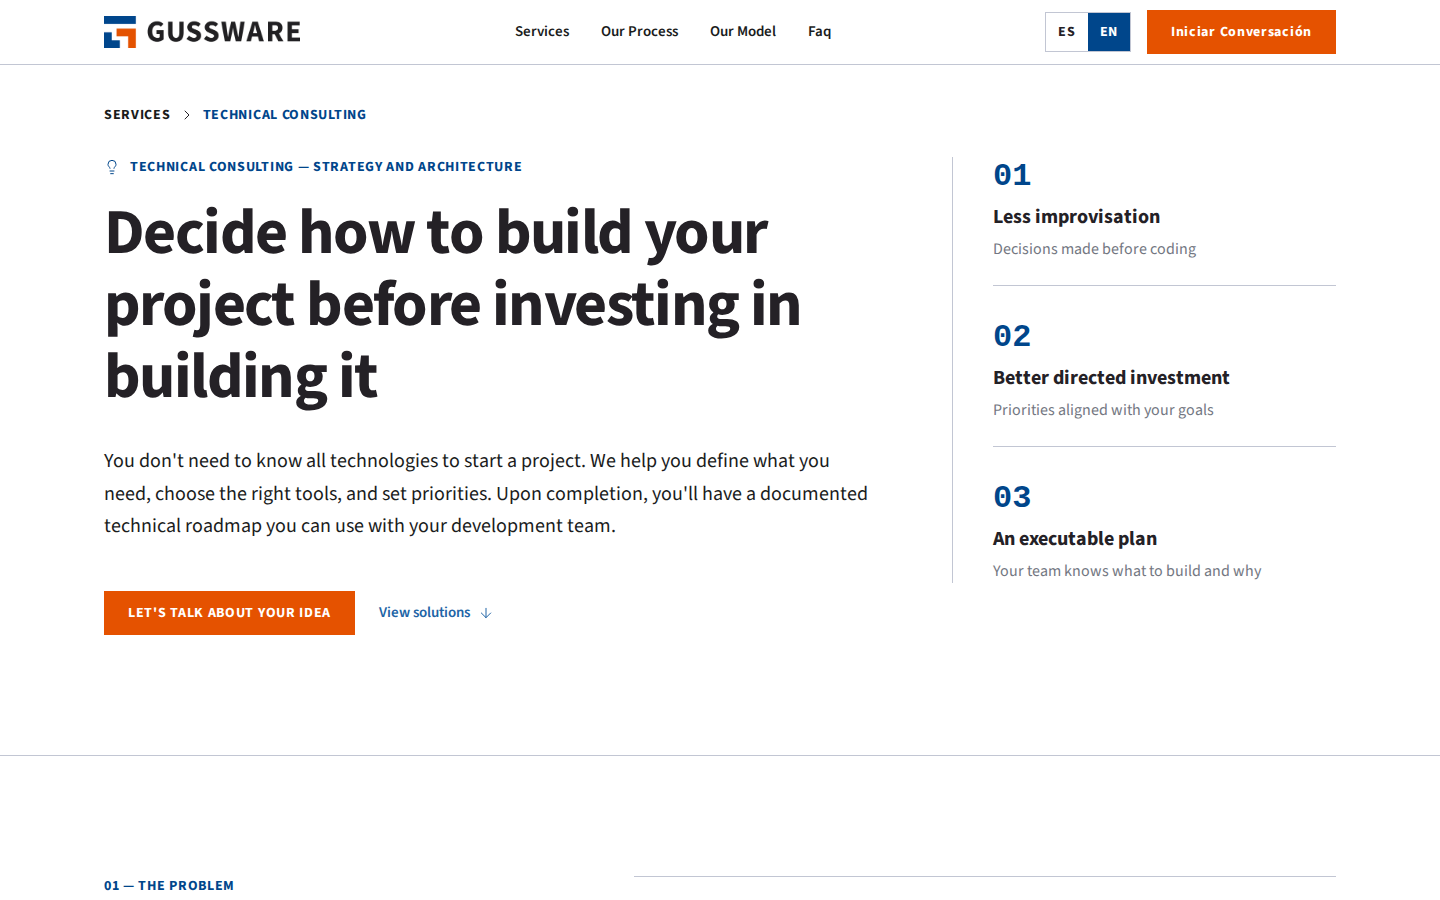 GUSSWARE
Services
Our Process
Our Model
Faq
ES
EN
Iniciar Conversación
SERVICES
TECHNICAL CONSULTING
TECHNICAL CONSULTING — STRATEGY AND ARCHITECTURE
Decide how to build your
project before investing in
building it
You don't need to know all technologies to start a project. We help you define what you
need, choose the right tools, and set priorities. Upon completion, you'll have a documented
technical roadmap you can use with your development team.
LET'S TALK ABOUT YOUR IDEA
View solutions
01
Less improvisation
Decisions made before coding
02
Better directed investment
Priorities aligned with your goals
03
An executable plan
Your team knows what to build and why
01 — THE PROBLEM